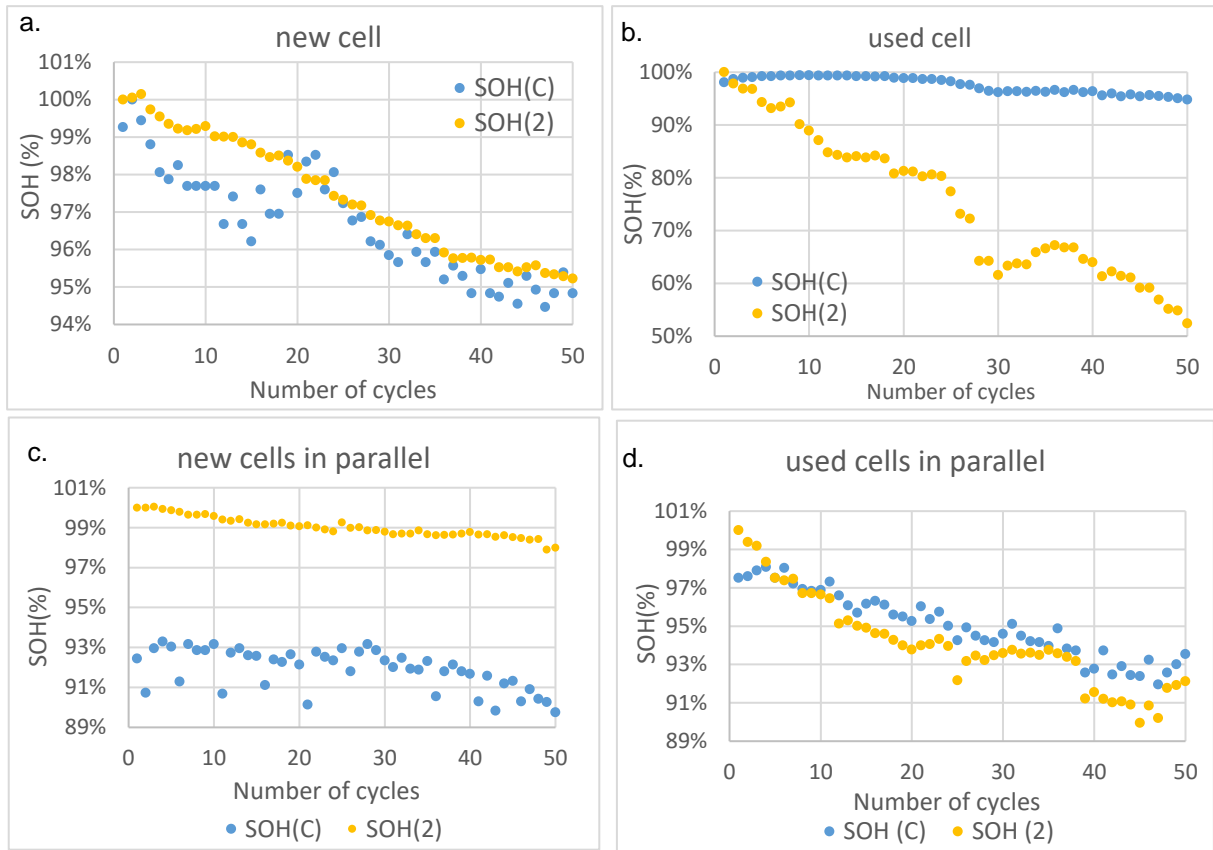 a.
new cell
101%
100%
99%
98%
97%
96%
95%
94%
SOH (%)
SOH(C)
SOH(2)
0 10 20 30 40 50
Number of cycles
b.
used cell
100%
90%
80%
70%
60%
50%
SOH(%)
SOH(C)
SOH(2)
0 10 20 30 40 50
Number of cycles
c.
new cells in parallel
101%
99%
97%
95%
93%
91%
89%
SOH(%)
0 10 20 30 40 50
Number of cycles
SOH(C) SOH(2)
d.
used cells in parallel
101%
99%
97%
95%
93%
91%
89%
SOH(%)
0 10 20 30 40 50
Number of cycles
SOH (C) SOH (2)